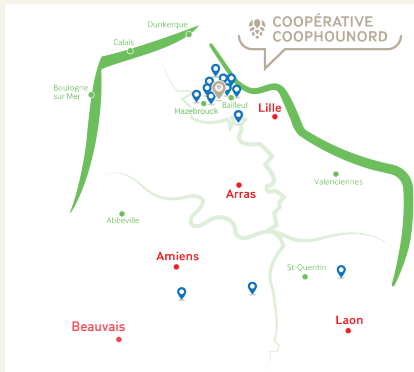 COOPÉRATIVE
COOPHOUNORD
Dunkerque
Calais
Boulogne
sur Mer
Hazebrouck
Bailleul
Lille
Valenciennes
Arras
Abbeville
Amiens
St-Quentin
Beauvais
Laon